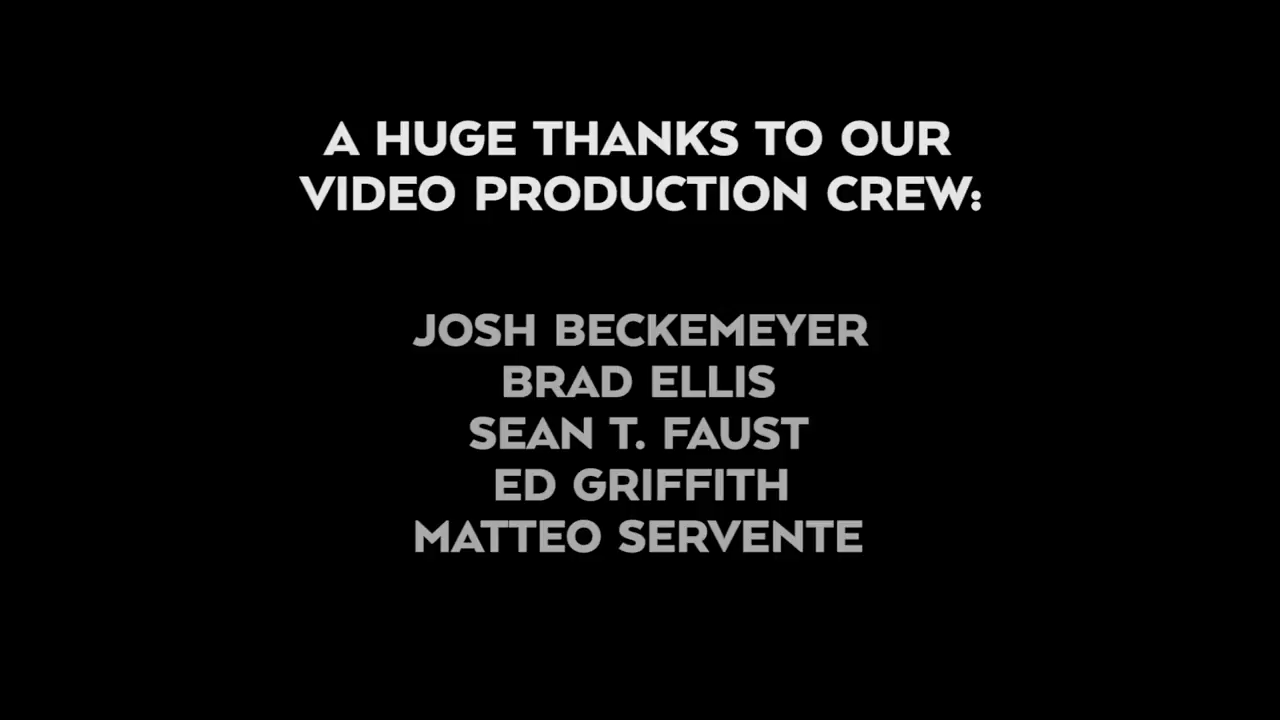 A HUGE THANKS TO OUR
VIDEO PRODUCTION CREW:
JOSH BECKEMEYER
BRAD ELLIS
SEAN T. FAUST
ED GRIFFITH
MATTEO SERVENTE